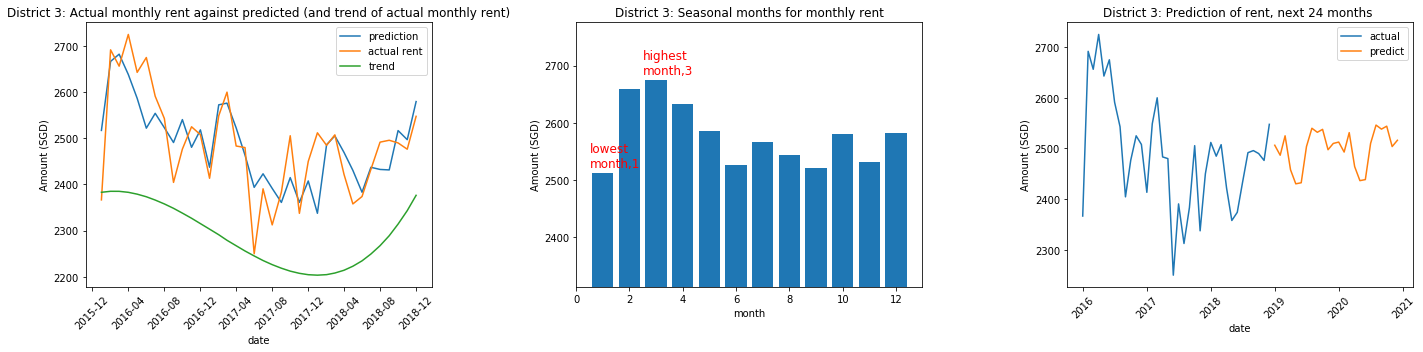 District 3: Actual monthly rent against predicted (and trend of actual monthly rent)
prediction
actual rent
trend
Amount (SGD)
2700
2600
2500
2400
2300
2200
2015-12
2016-04
2016-08
2016-12
2017-04
2017-08
2017-12
2018-04
2018-08
2018-12
date
District 3: Seasonal months for monthly rent
highest
month,3
lowest
month,1
Amount (SGD)
2700
2600
2500
2400
0
2
4
6
8
10
12
month
District 3: Prediction of rent, next 24 months
actual
predict
Amount (SGD)
2700
2600
2500
2400
2300
2016
2017
2018
2019
2020
2021
date